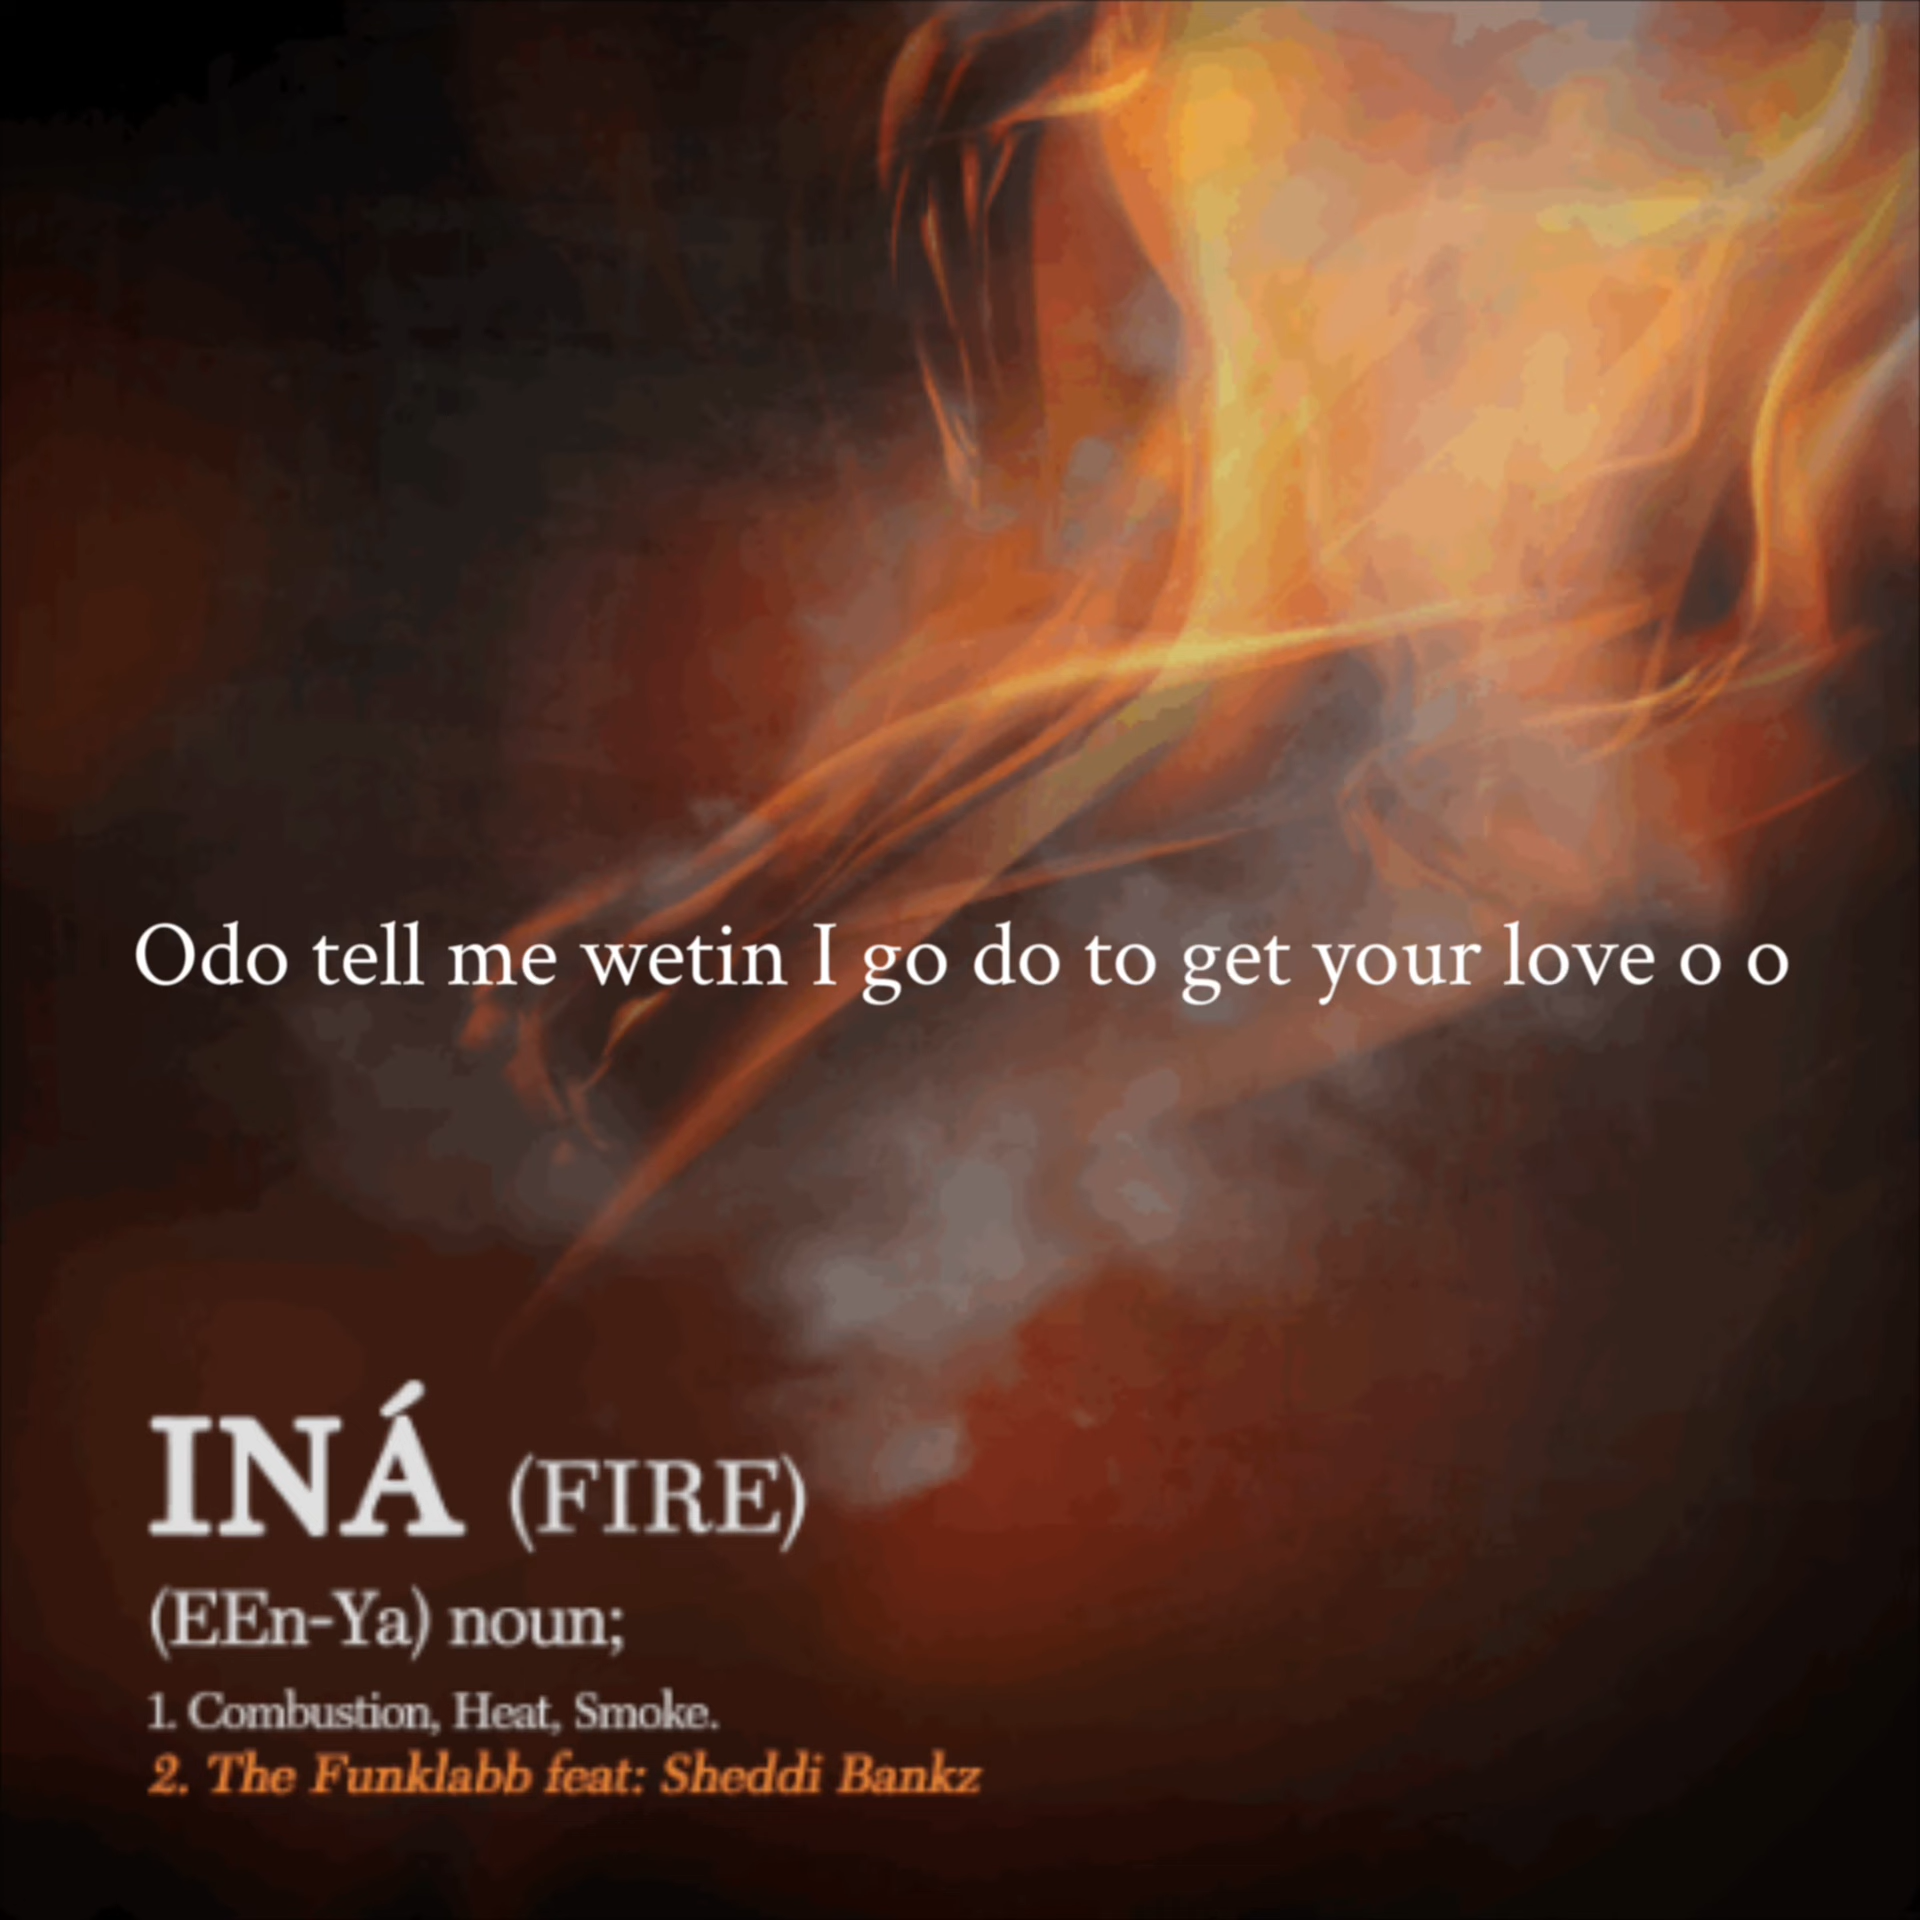 Odo tell me wetin I go do to get your love o o
INÁ (FIRE)
(EEn-Ya) noun;
1. Combustion, Heat, Smoke.
2. The Funklabb feat: Sheddi Bankz